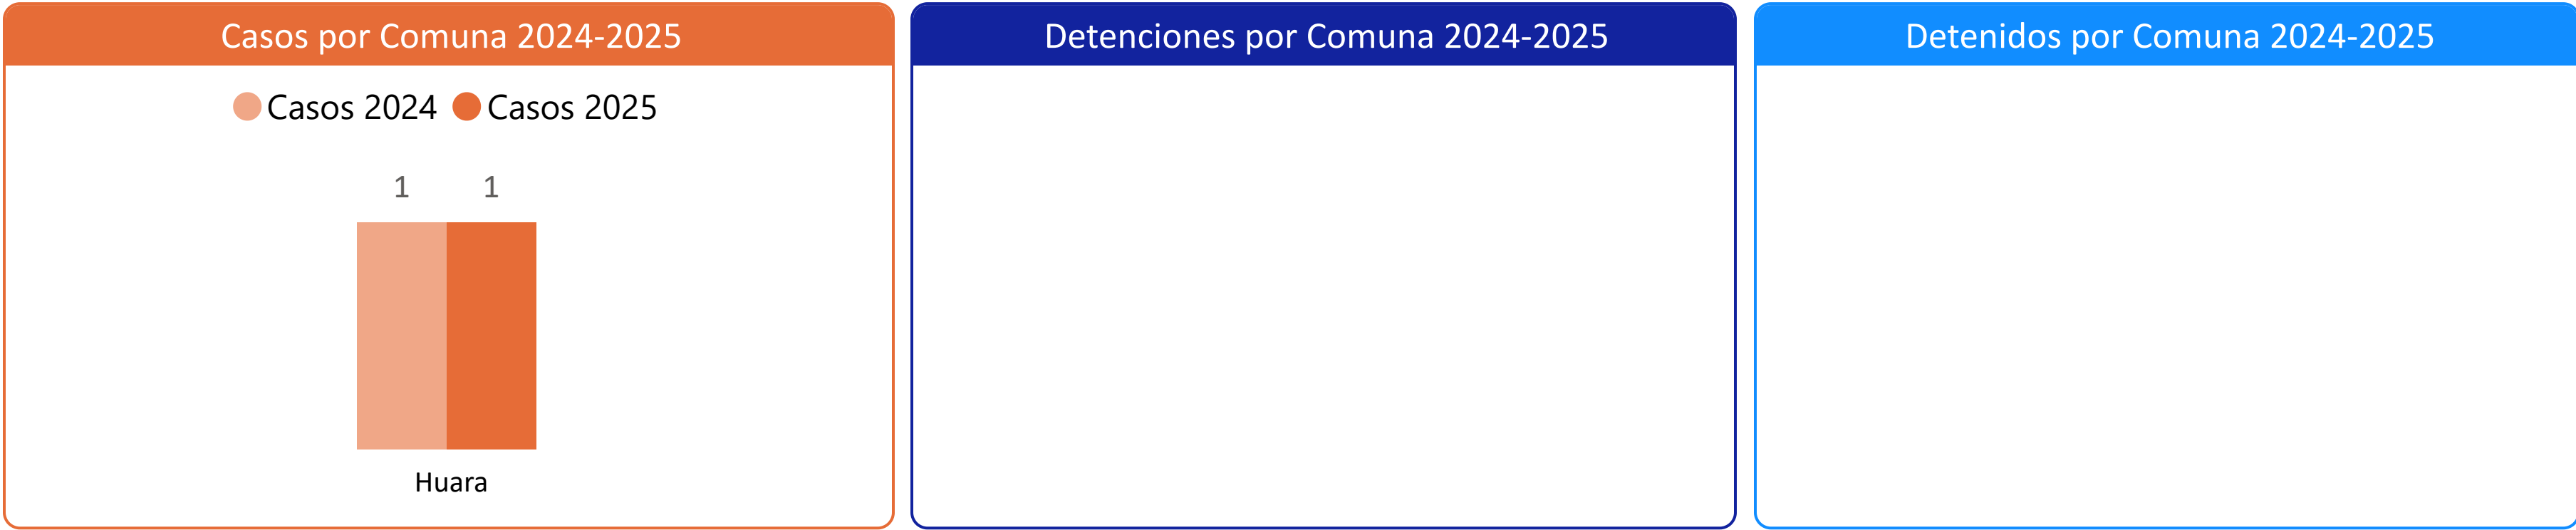 Casos por Comuna 2024-2025
Casos 2024 Casos 2025
1 1
Huara
Detenciones por Comuna 2024-2025
Detenidos por Comuna 2024-2025